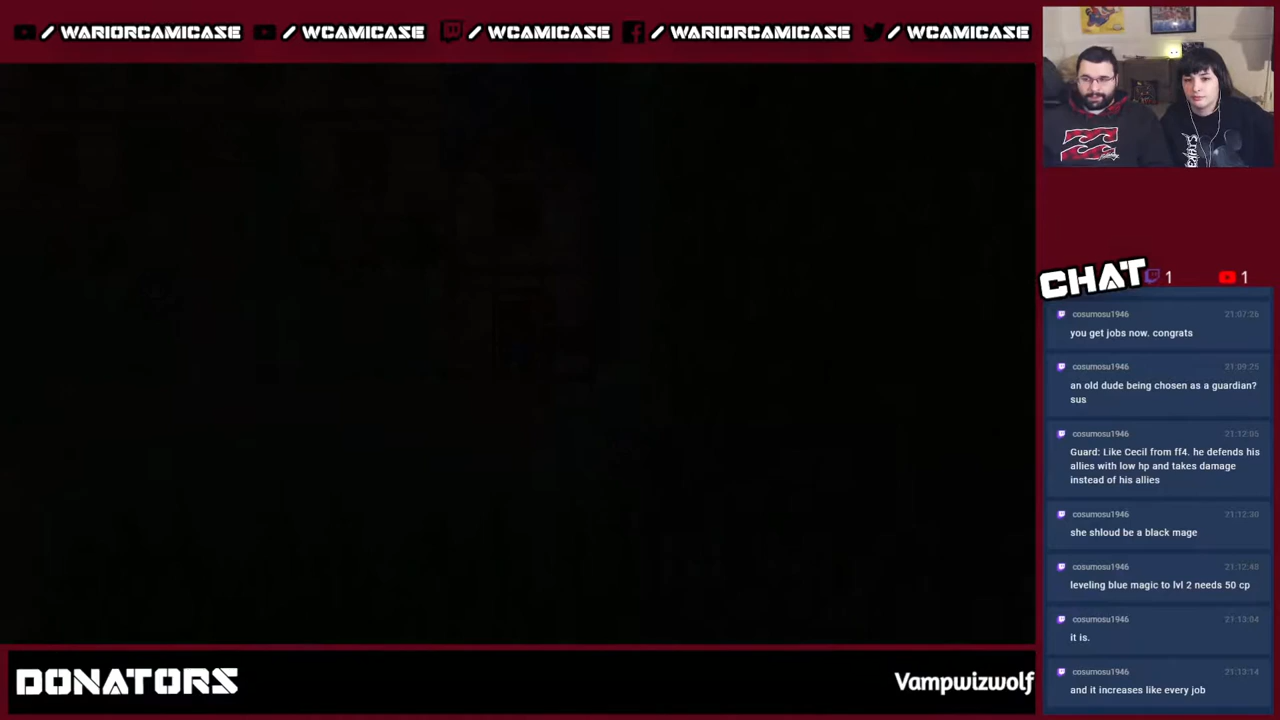 / WARIORCAMICASE / WCAMICASE / WCAMICASE / WARIORCAMICASE / WCAMICASE
CHAT 1 1
cosumosu1946 21:07:26
you get jobs now. congrats
cosumosu1946 21:09:25
an old dude being chosen as a guardian?
sus
cosumosu1946 21:12:05
Guard: Like Cecil from ff4. he defends his
allies with low hp and takes damage
instead of his allies
cosumosu1946 21:12:30
she shloud be a black mage
cosumosu1946 21:12:48
leveling blue magic to lvl 2 needs 50 cp
cosumosu1946 21:13:04
it is.
cosumosu1946 21:13:14
and it increases like every job
DONATORS Vampwizwolf